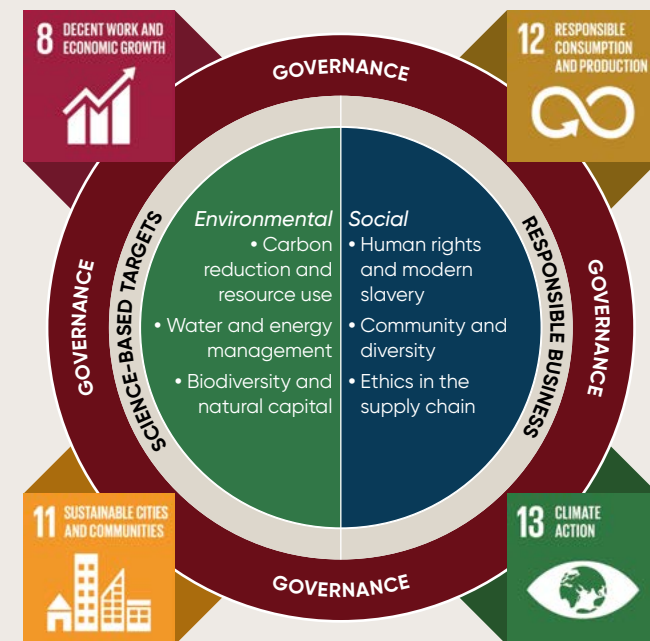 8 DECENT WORK AND
ECONOMIC GROWTH
12 RESPONSIBLE
CONSUMPTION
AND PRODUCTION
GOVERNANCE
GOVERNANCE
SCIENCE-BASED TARGETS
Environmental
• Carbon
reduction and
resource use
• Water and energy
management
• Biodiversity and
natural capital
Social
• Human rights
and modern
slavery
• Community and
diversity
• Ethics in the
supply chain
RESPONSIBLE BUSINESS
GOVERNANCE
11 SUSTAINABLE CITIES
AND COMMUNITIES
13 CLIMATE
ACTION
GOVERNANCE